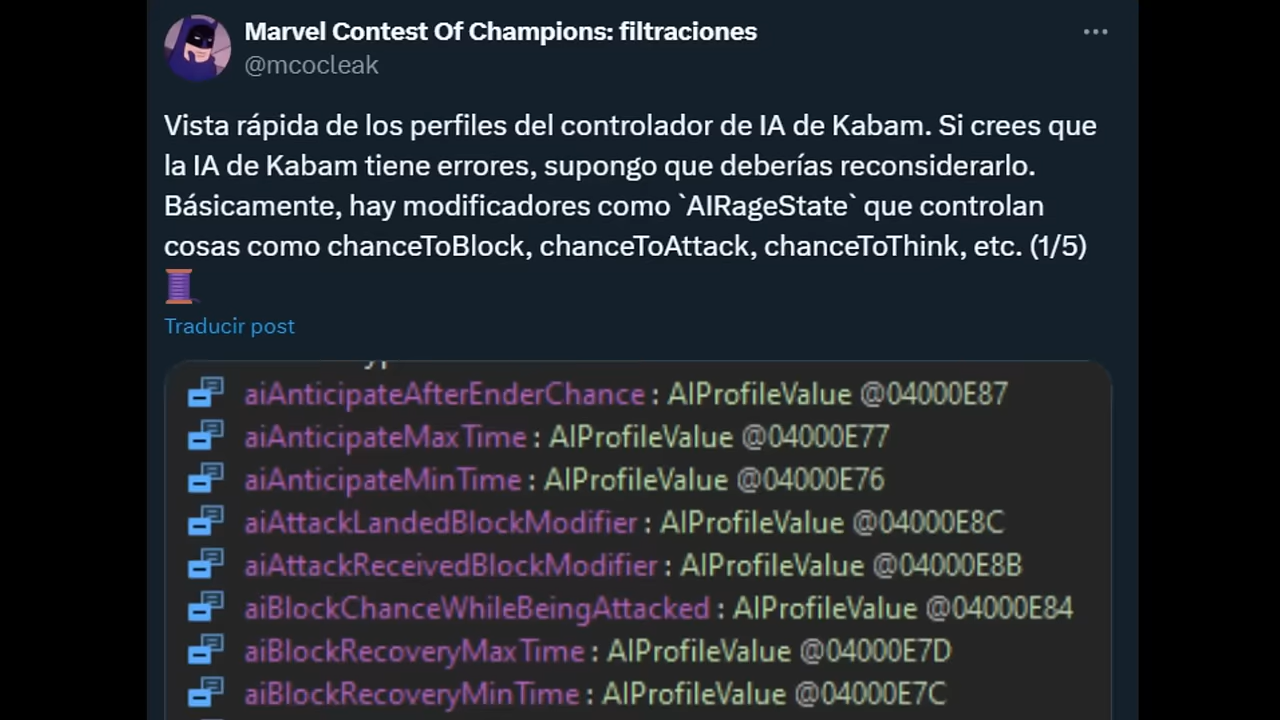 Marvel Contest Of Champions: filtraciones
@mcocleak
Vista rápida de los perfiles del controlador de IA de Kabam. Si crees que
la IA de Kabam tiene errores, supongo que deberías reconsiderarlo.
Básicamente, hay modificadores como `AIRageState` que controlan
cosas como chanceToBlock, chanceToAttack, chanceToThink, etc. (1/5)
Traducir post
aiAnticipateAfterEnderChance : AIProfileValue @04000E87
aiAnticipateMaxTime : AIProfileValue @04000E77
aiAnticipateMinTime : AIProfileValue @04000E76
aiAttackLandedBlockModifier : AIProfileValue @04000E8C
aiAttackReceivedBlockModifier : AIProfileValue @04000E8B
aiBlockChanceWhileBeingAttacked : AIProfileValue @04000E84
aiBlockRecoveryMaxTime : AIProfileValue @04000E7D
aiBlockRecoveryMinTime : AIProfileValue @04000E7C